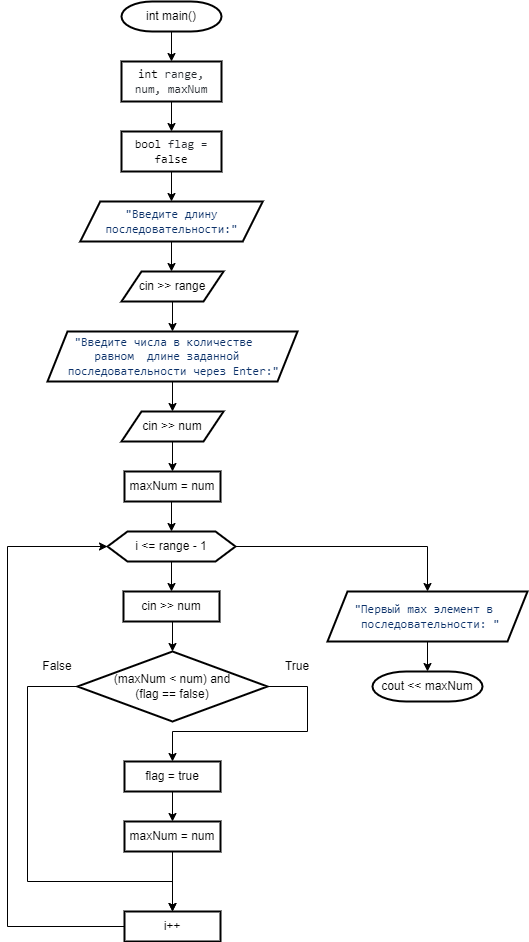 int main()
int range,
num, maxNum
bool flag =
false
"Введите длину
последовательности:"
cin >> range
"Введите числа в количестве
равном длине заданной
последовательности через Enter:"
cin >> num
maxNum = num
i <= range - 1
cin >> num
"Первый max элемент в
последовательности: "
False
True
(maxNum < num) and
(flag == false)
cout << maxNum
flag = true
maxNum = num
i++